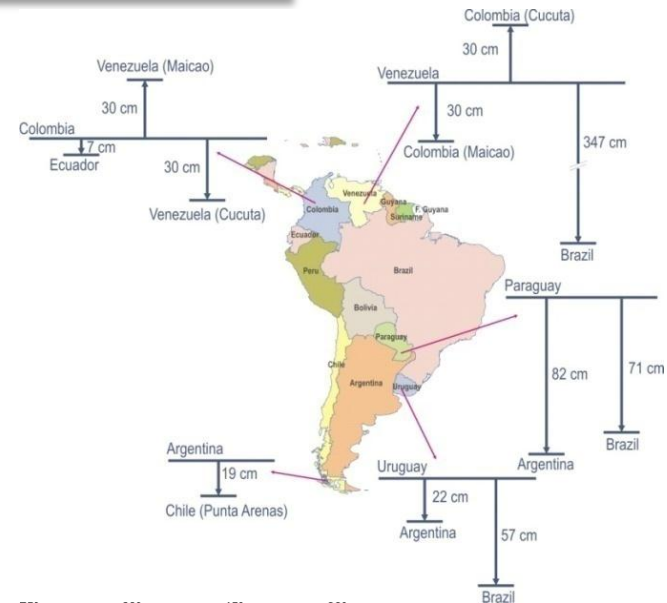 Colombia (Cucuta)
30 cm
Venezuela
30 cm
Colombia (Maicao)
347 cm
Brazil
Venezuela (Maicao)
30 cm
Colombia
7 cm
Ecuador
30 cm
Venezuela (Cucuta)
Venezuela
Guyana
F. Guyana
Suriname
Colombia
Ecuador
Peru
Brazil
Bolivia
Paraguay
Chile
Argentina
Uruguay
Paraguay
82 cm
71 cm
Brazil
Argentina
Argentina
19 cm
Chile (Punta Arenas)
Uruguay
22 cm
Argentina
57 cm
Brazil